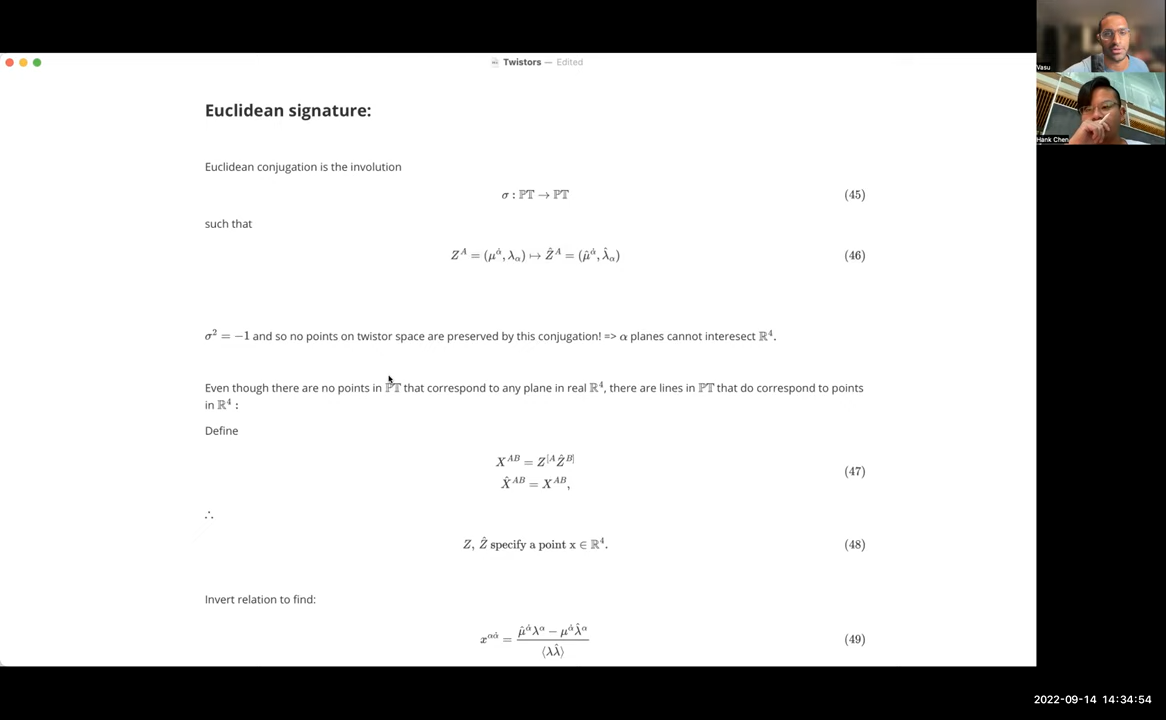 Twistors — Edited
Vasu
Hank Chen
Euclidean signature:
Euclidean conjugation is the involution
σ : ℙ𝕋 → ℙ𝕋 (45)
such that
Z^A = (μ^α̇, λ_α) ↦ Ẑ^A = (μ̂^α̇, λ̂_α) (46)
σ² = −1 and so no points on twistor space are preserved by this conjugation! => α planes cannot interesect ℝ⁴.
Even though there are no points in ℙ𝕋 that correspond to any plane in real ℝ⁴, there are lines in ℙ𝕋 that do correspond to points
in ℝ⁴ :
Define
X^{AB} = Z^{[A} Ẑ^{B]}
X̂^{AB} = X^{AB}, (47)
∴
Z, Ẑ specify a point x ∈ ℝ⁴. (48)
Invert relation to find:
x^{αα̇} = (μ̂^α̇ λ^α − μ^α̇ λ̂^α) / ⟨λλ̂⟩ (49)
2022-09-14 14:34:54